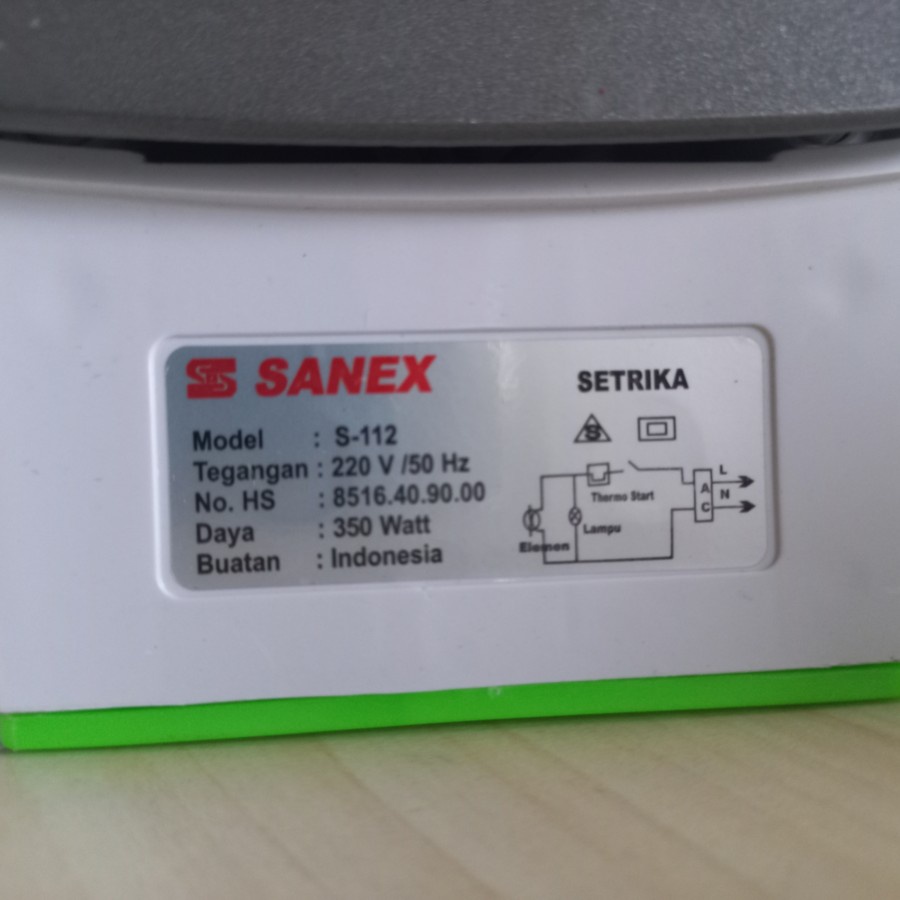 SANEX
SETRIKA
Model : S-112
Tegangan : 220 V /50 Hz
No. HS : 8516.40.90.00
Daya : 350 Watt
Buatan : Indonesia
S
L
N
A
C
Thermo Start
Lampu
Elemen